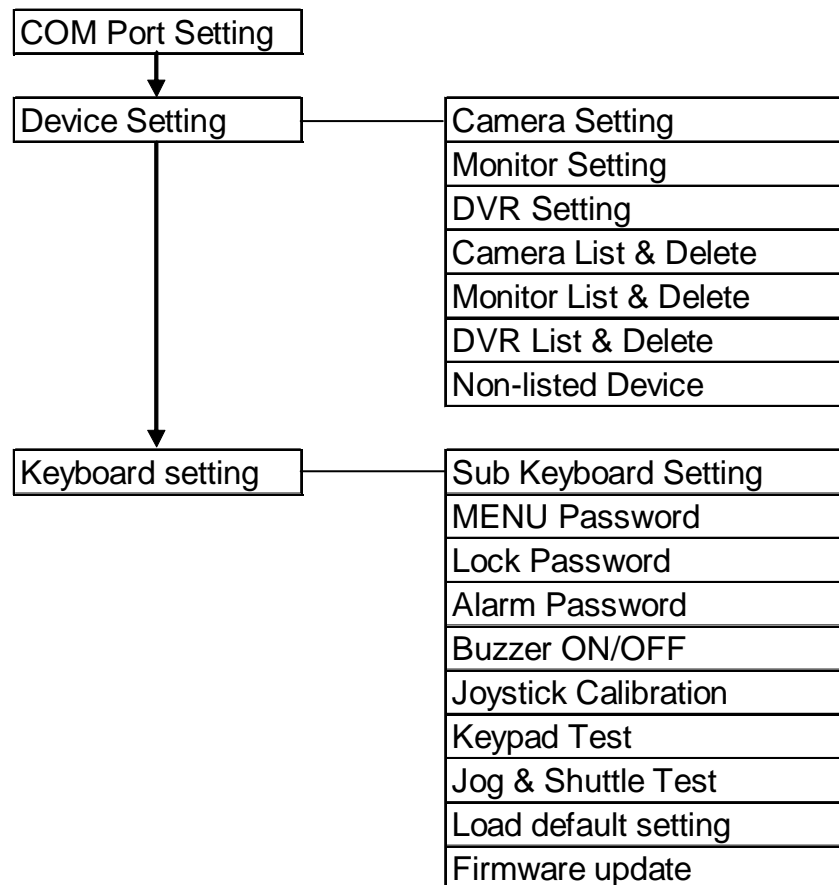 COM Port Setting
Device Setting
Camera Setting
Monitor Setting
DVR Setting
Camera List & Delete
Monitor List & Delete
DVR List & Delete
Non-listed Device
Keyboard setting
Sub Keyboard Setting
MENU Password
Lock Password
Alarm Password
Buzzer ON/OFF
Joystick Calibration
Keypad Test
Jog & Shuttle Test
Load default setting
Firmware update